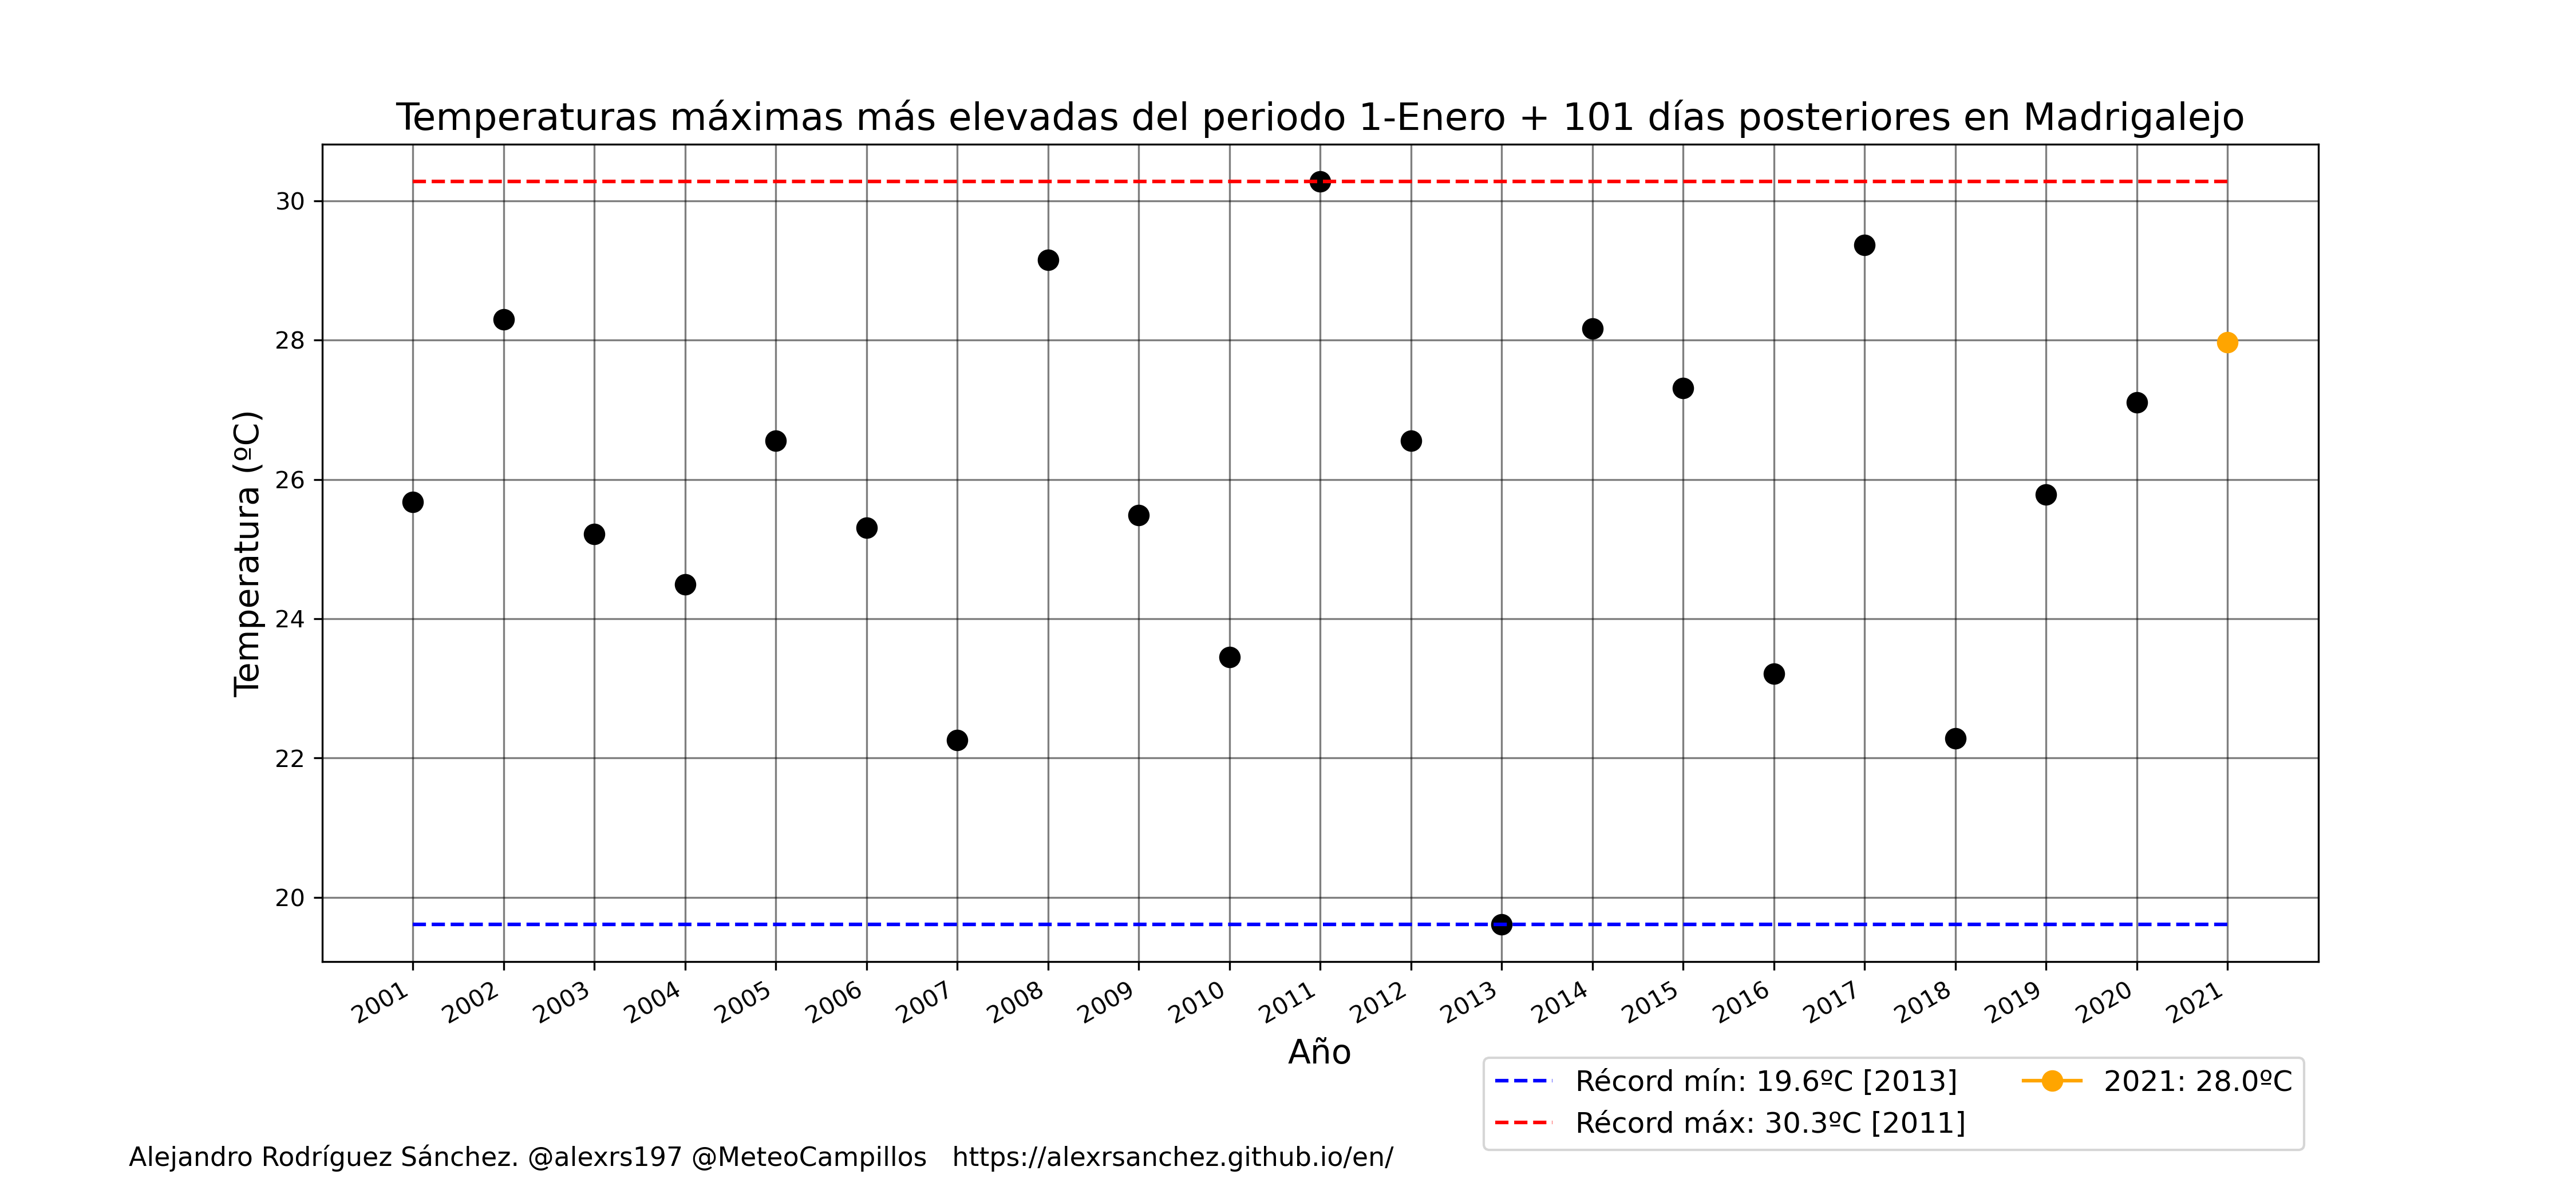 Temperaturas máximas más elevadas del periodo 1-Enero + 101 días posteriores en Madrigalejo
Temperatura (ºC)
30
28
26
24
22
20
2001 2002 2003 2004 2005 2006 2007 2008 2009 2010 2011 2012 2013 2014 2015 2016 2017 2018 2019 2020 2021
Año
Récord mín: 19.6ºC [2013]
Récord máx: 30.3ºC [2011]
2021: 28.0ºC
Alejandro Rodríguez Sánchez. @alexrs197 @MeteoCampillos https://alexrsanchez.github.io/en/